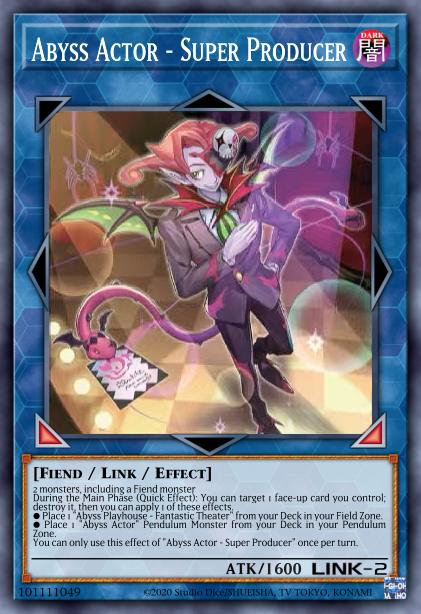 Abyss Actor - Super Producer
DARK
闇
[Fiend / Link / Effect]
2 monsters, including a Fiend monster
During the Main Phase (Quick Effect): You can target 1 face-up card you control;
destroy it, then you can apply 1 of these effects.
● Place 1 "Abyss Playhouse - Fantastic Theater" from your Deck in your Field Zone.
● Place 1 "Abyss Actor" Pendulum Monster from your Deck in your Pendulum
Zone.
You can only use this effect of "Abyss Actor - Super Producer" once per turn.
ATK/1600 LINK-2
101111049 ©2020 Studio Dice/SHUEISHA, TV TOKYO, KONAMI